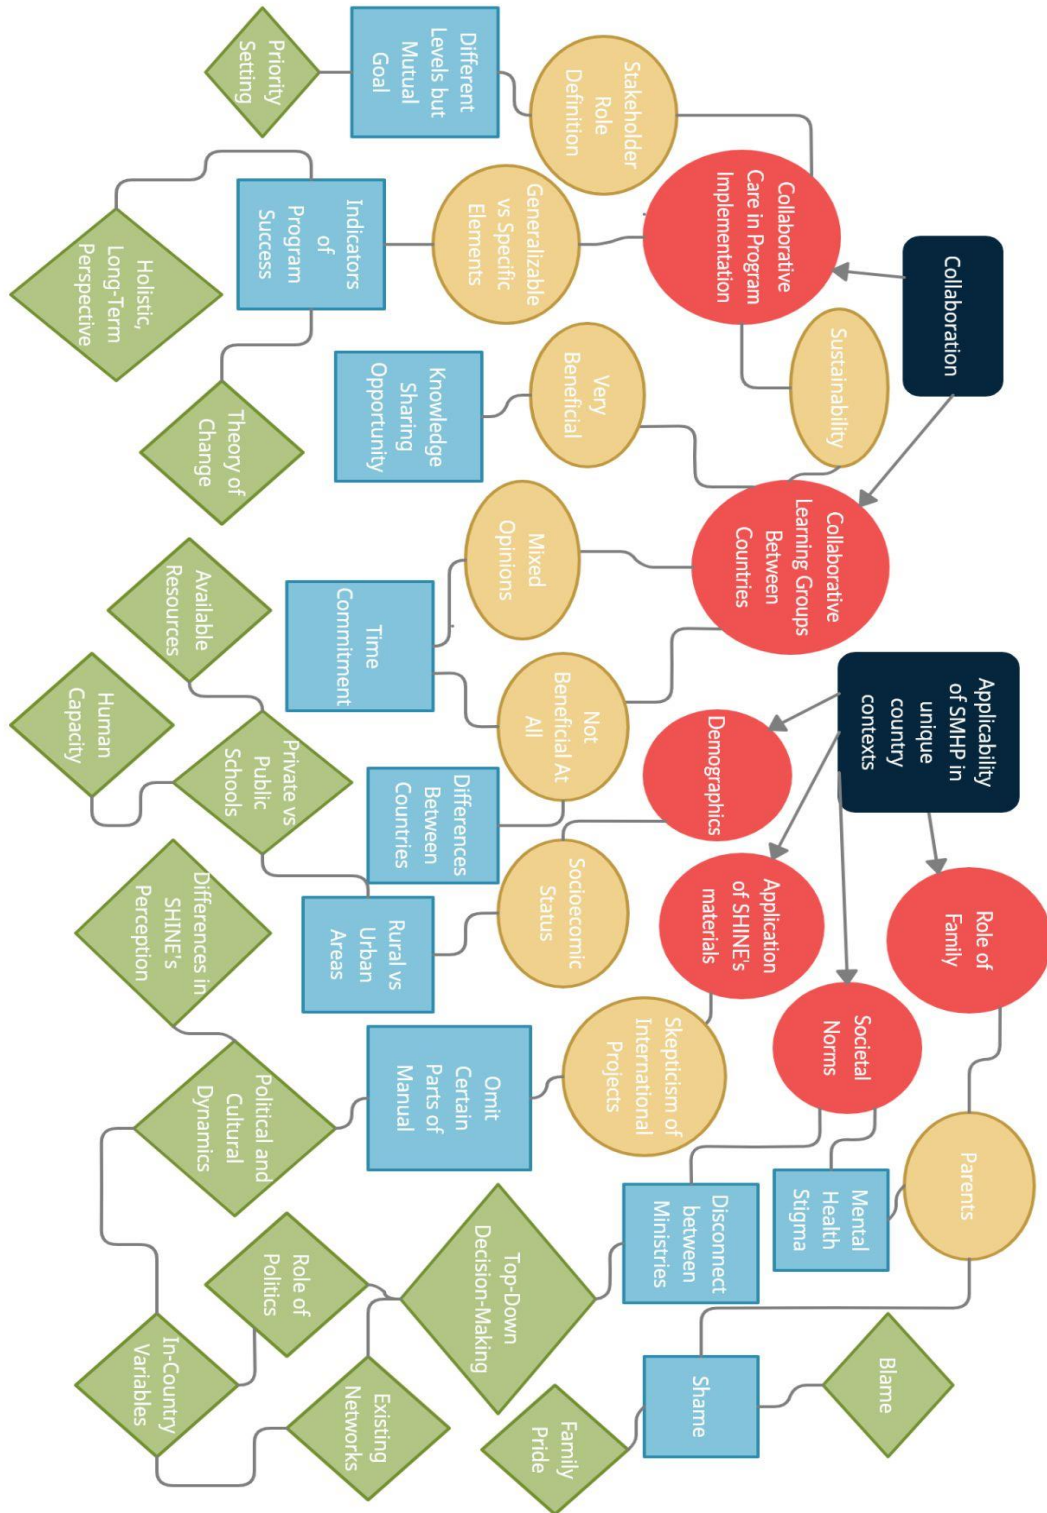 Collaboration
Applicability
of SMHP in
unique
country
contexts
Collaborative
Care in Program
Implementation
Collaborative
Learning Groups
Between
Countries
Demographics
Application
of SHINE's
materials
Societal
Norms
Role of
Family
Stakeholder
Role
Definition
Generalizable
vs Specific
Elements
Sustainability
Very
Beneficial
Mixed
Opinions
Not
Beneficial At
All
Socioecomic
Status
Skepticism of
International
Projects
Parents
Different
Levels but
Mutual
Goal
Indicators
of
Program
Success
Knowledge
Sharing
Opportunity
Time
Commitment
Differences
Between
Countries
Rural vs
Urban
Areas
Omit
Certain
Parts of
Manual
Disconnect
between
Ministries
Mental
Health
Stigma
Shame
Priority
Setting
Holistic,
Long-Term
Perspective
Theory of
Change
Available
Resources
Human
Capacity
Private vs
Public
Schools
Differences in
SHINE's
Perception
Political and
Cultural
Dynamics
Role of
Politics
Top-Down
Decision-Making
In-Country
Variables
Existing
Networks
Family
Pride
Blame